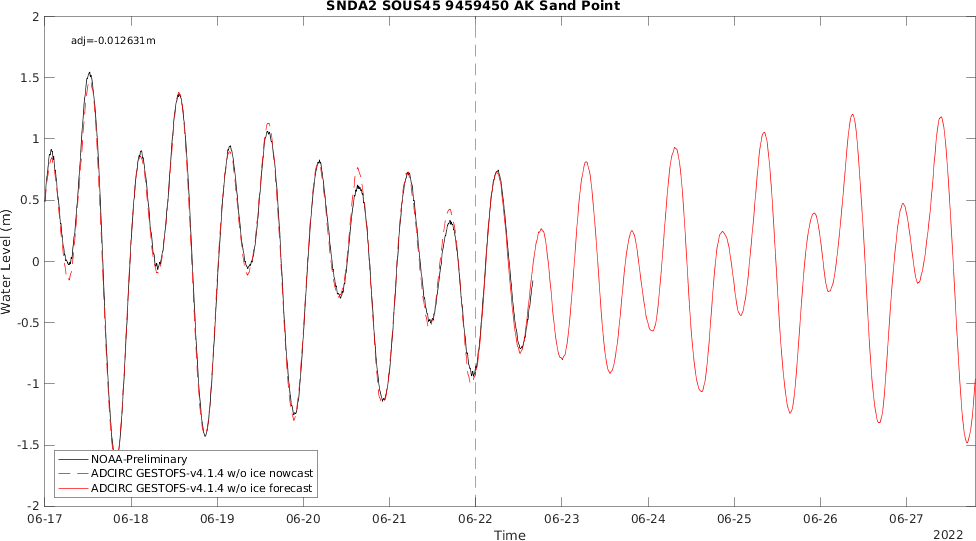 SNDA2 SOUS45 9459450 AK Sand Point
adj=-0.012631m
2
1.5
1
0.5
0
-0.5
-1
-1.5
-2
Water Level (m)
NOAA-Preliminary
ADCIRC GESTOFS-v4.1.4 w/o ice nowcast
ADCIRC GESTOFS-v4.1.4 w/o ice forecast
06-17 06-18 06-19 06-20 06-21 06-22 06-23 06-24 06-25 06-26 06-27
Time
2022